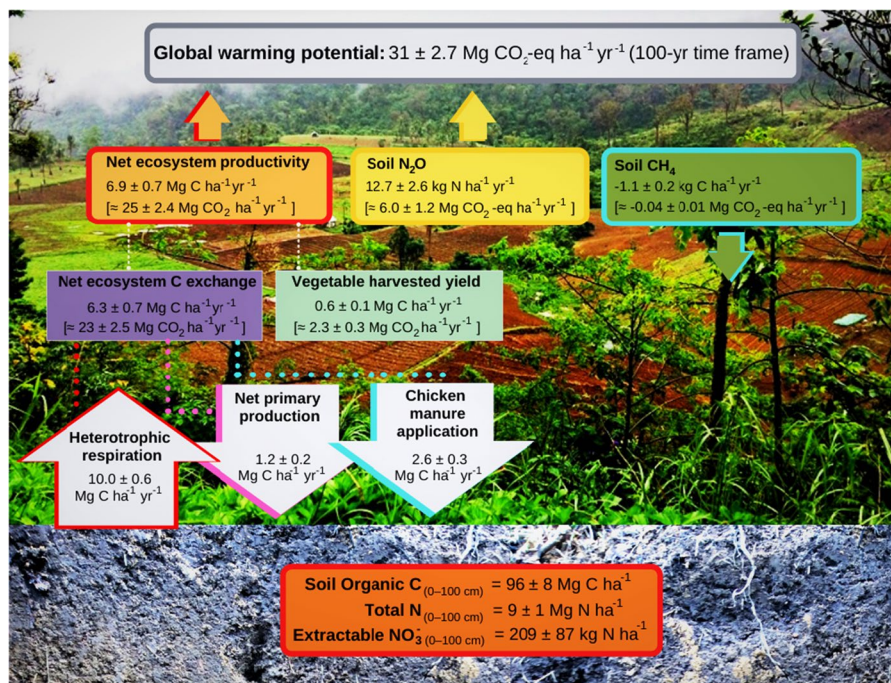 Global warming potential: 31 ± 2.7 Mg CO₂-eq ha⁻¹ yr⁻¹ (100-yr time frame)
Net ecosystem productivity
6.9 ± 0.7 Mg C ha⁻¹ yr⁻¹
[≈ 25 ± 2.4 Mg CO₂ ha⁻¹ yr⁻¹ ]
Soil N₂O
12.7 ± 2.6 kg N ha⁻¹ yr⁻¹
[≈ 6.0 ± 1.2 Mg CO₂ -eq ha⁻¹ yr⁻¹ ]
Soil CH₄
-1.1 ± 0.2 kg C ha⁻¹ yr⁻¹
[≈ -0.04 ± 0.01 Mg CO₂ -eq ha⁻¹ yr⁻¹ ]
Net ecosystem C exchange
6.3 ± 0.7 Mg C ha⁻¹ yr⁻¹
[≈ 23 ± 2.5 Mg CO₂ ha⁻¹ yr⁻¹ ]
Vegetable harvested yield
0.6 ± 0.1 Mg C ha⁻¹ yr⁻¹
[≈ 2.3 ± 0.3 Mg CO₂ ha⁻¹ yr⁻¹ ]
Heterotrophic
respiration
10.0 ± 0.6
Mg C ha⁻¹ yr⁻¹
Net primary
production
1.2 ± 0.2
Mg C ha⁻¹ yr⁻¹
Chicken
manure
application
2.6 ± 0.3
Mg C ha⁻¹ yr⁻¹
Soil Organic C (0–100 cm) = 96 ± 8 Mg C ha⁻¹
Total N (0–100 cm) = 9 ± 1 Mg N ha⁻¹
Extractable NO₃⁻ (0–100 cm) = 209 ± 87 kg N ha⁻¹